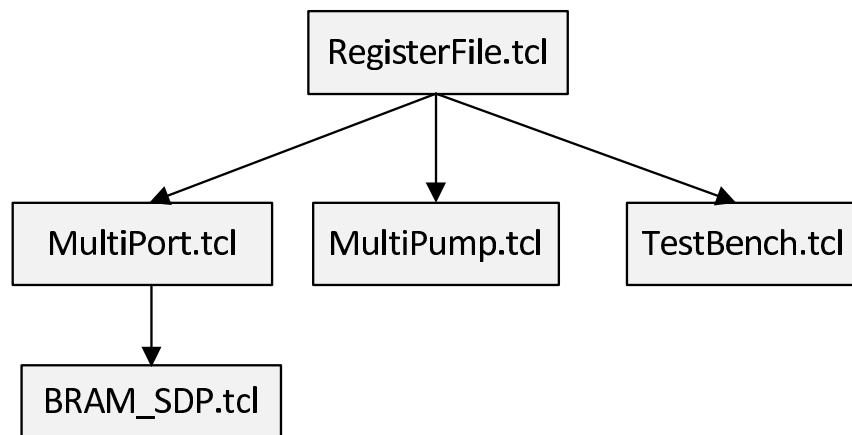 RegisterFile.tcl
MultiPort.tcl
MultiPump.tcl
TestBench.tcl
BRAM_SDP.tcl